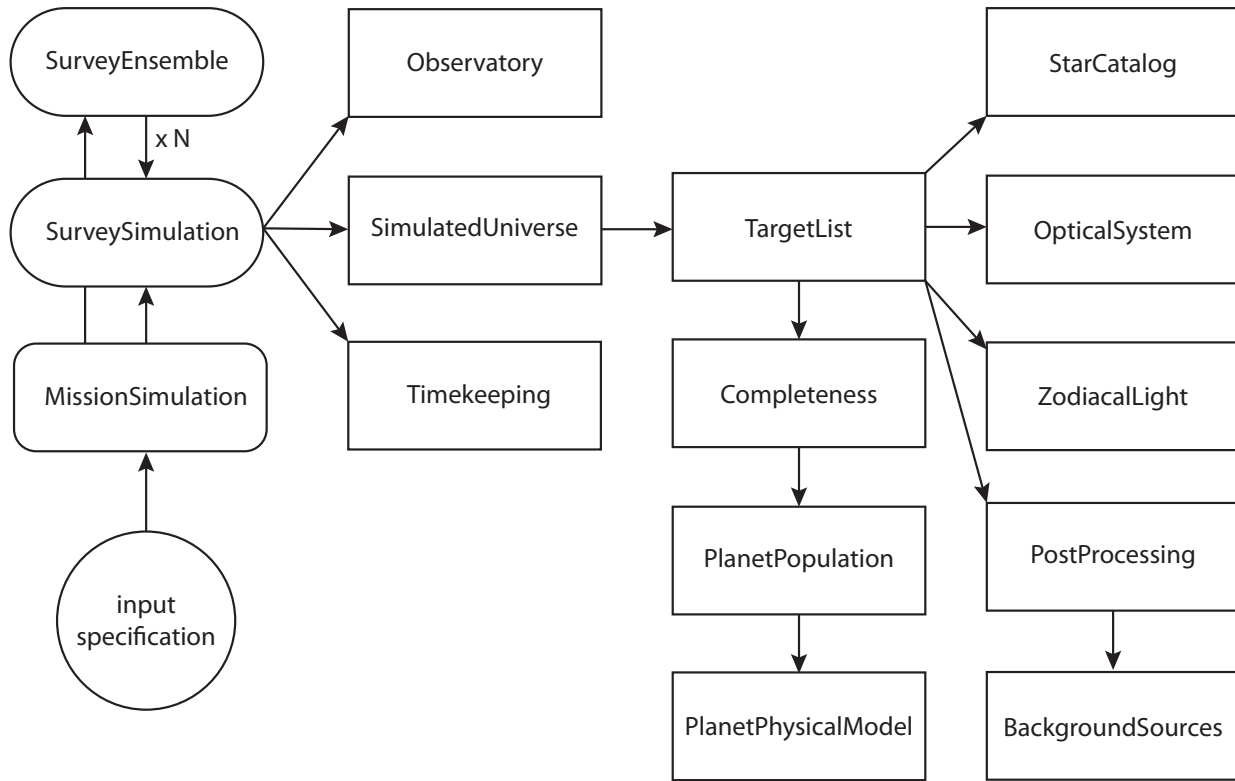 SurveyEnsemble
Observatory
StarCatalog
x N
SurveySimulation
SimulatedUniverse
TargetList
OpticalSystem
MissionSimulation
Timekeeping
Completeness
ZodiacalLight
PlanetPopulation
PostProcessing
input
specification
PlanetPhysicalModel
BackgroundSources